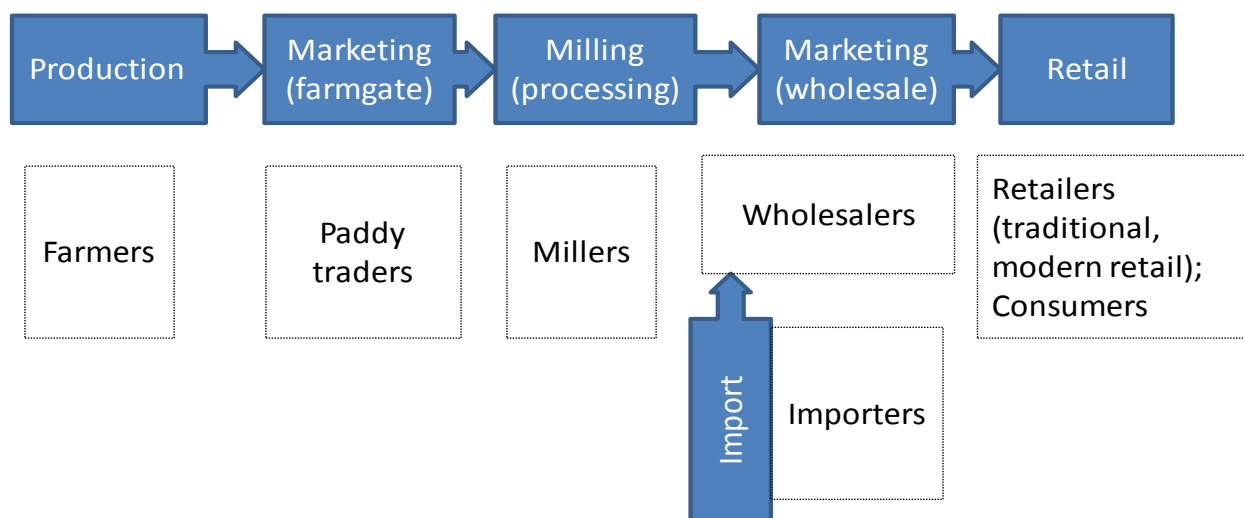 Production
Marketing
(farmgate)
Milling
(processing)
Marketing
(wholesale)
Retail
Farmers
Paddy
traders
Millers
Wholesalers
Retailers
(traditional,
modern retail);
Consumers
Import
Importers